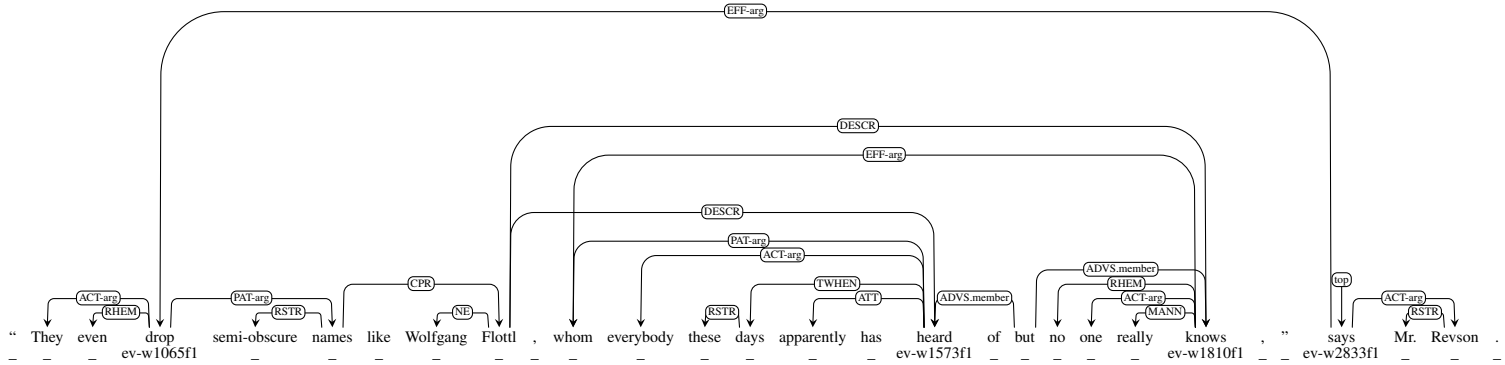 EFF-arg
DESCR
EFF-arg
DESCR
PAT-arg
ACT-arg
CPR ADVS.member
TWHEN RHEM top
ACT-arg PAT-arg ATT ADVS.member ACT-arg ACT-arg
RHEM RSTR NE RSTR MANN RSTR
“ They even drop semi-obscure names like Wolfgang Flottl , whom everybody these days apparently has heard of but no one really knows , ” says Mr. Revson .
_ _ _ ev-w1065f1 _ _ _ _ _ _ _ _ _ _ _ _ ev-w1573f1 _ _ _ _ _ ev-w1810f1 _ _ ev-w2833f1 _ _ _